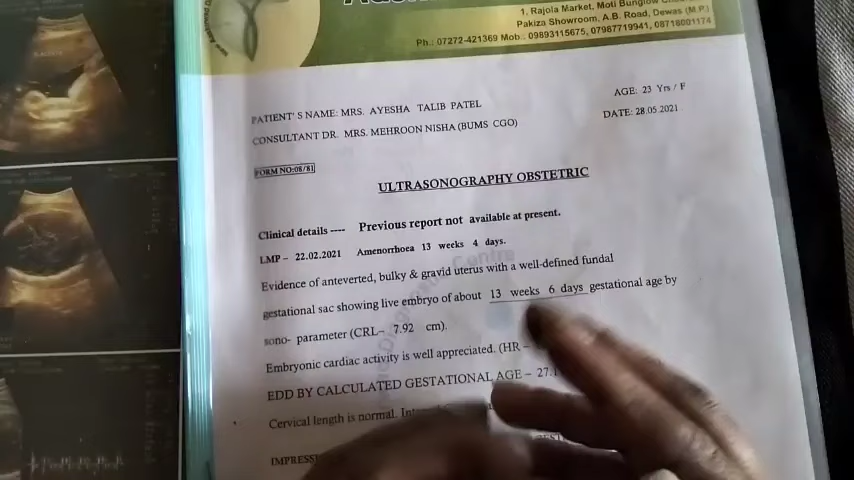 1, Rajola Market, Moti Bunglow
Pakiza Showroom, A.B. Road, Dewas (M.P.)
Ph.: 07272-421369 Mob.: 09893115675, 07987719941, 08718001174
PATIENT' S NAME: MRS. AYESHA TALIB PATEL
AGE: 23 Yrs / F
CONSULTANT DR. MRS. MEHROON NISHA (BUMS CGO)
DATE: 28.05.2021
FORM NO:08/81
ULTRASONOGRAPHY OBSTETRIC
Clinical details ---- Previous report not available at present.
LMP – 22.02.2021 Amenorrhoea 13 weeks 4 days.
Evidence of anteverted, bulky & gravid uterus with a well-defined fundal
gestational sac showing live embryo of about 13 weeks 6 days gestational age by
sono- parameter (CRL– 7.92 cm).
Embryonic cardiac activity is well appreciated. (HR –
EDD BY CALCULATED GESTATIONAL AGE – 27.1
Cervical length is normal.
IMPRESS